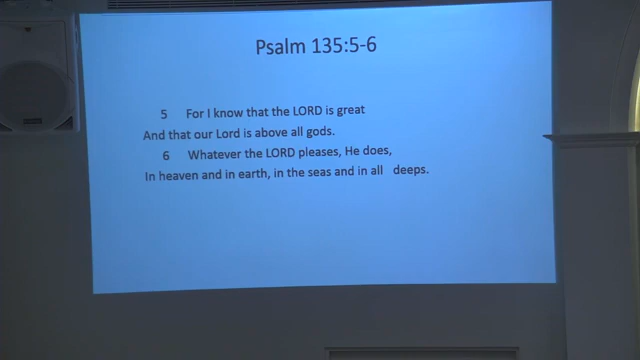 Psalm 135:5-6
5 For I know that the LORD is great
And that our Lord is above all gods.
6 Whatever the LORD pleases, He does,
In heaven and in earth, in the seas and in all deeps.